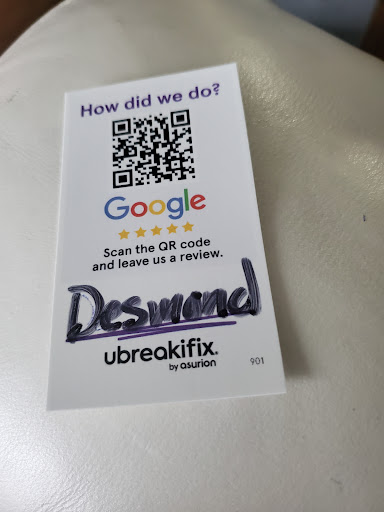 How did we do?
Google
Scan the QR code
and leave us a review.
Desmond
ubreakifix.
by asurion
901